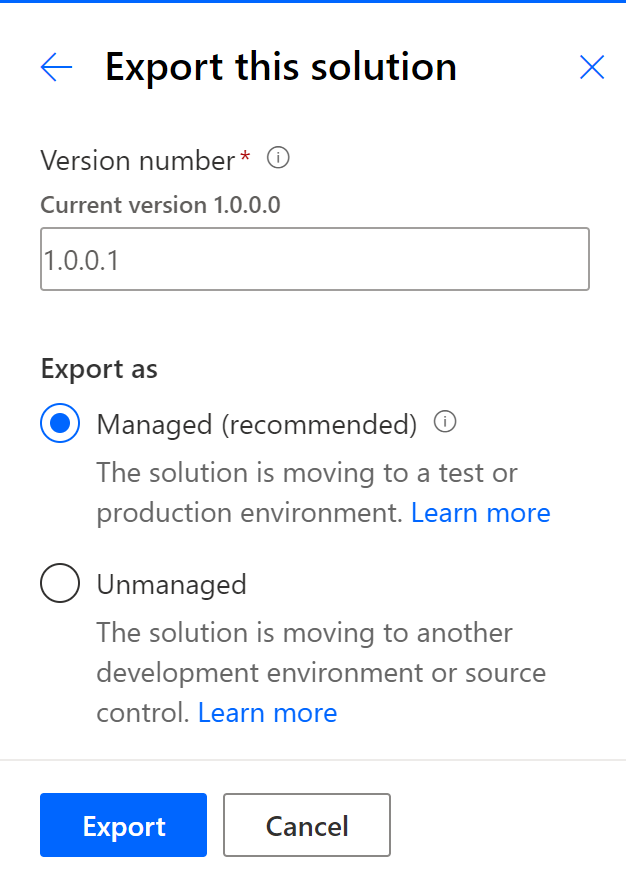 Export this solution
Version number*
Current version 1.0.0.0
1.0.0.1
Export as
Managed (recommended)
The solution is moving to a test or
production environment. Learn more
Unmanaged
The solution is moving to another
development environment or source
control. Learn more
Export
Cancel